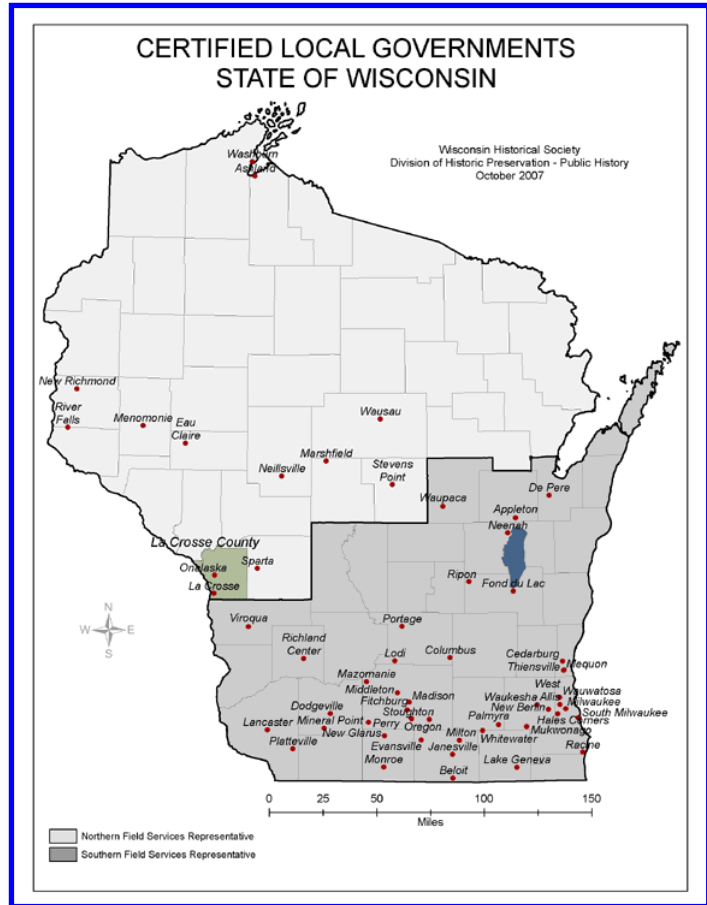 CERTIFIED LOCAL GOVERNMENTS
STATE OF WISCONSIN
Wisconsin Historical Society
Division of Historic Preservation - Public History
October 2007
Washburn
Ashland
New Richmond
River
Falls
Menomonie
Eau
Claire
Wausau
Marshfield
Neillsville
Stevens
Point
De Pere
Waupaca
Appleton
Neenah
La Crosse County
Onalaska
Sparta
La Crosse
Ripon
Fond du Lac
N
W
E
S
Viroqua
Portage
Richland
Center
Lodi
Columbus
Cedarburg
Thiensville
Mequon
Mazomanie
Middleton
Fitchburg
Madison
West
Allis
Wauwatosa
Waukesha
Milwaukee
Dodgeville
Stoughton
New Berlin
South Milwaukee
Lancaster
Mineral Point
Perry
Oregon
Palmyra
Hales Corners
Mukwonago
New Glarus
Milton
Whitewater
Platteville
Evansville
Janesville
Racine
Monroe
Lake Geneva
Beloit
0
50
100
150
Miles
Northern Field Services Representative
Southern Field Services Representative